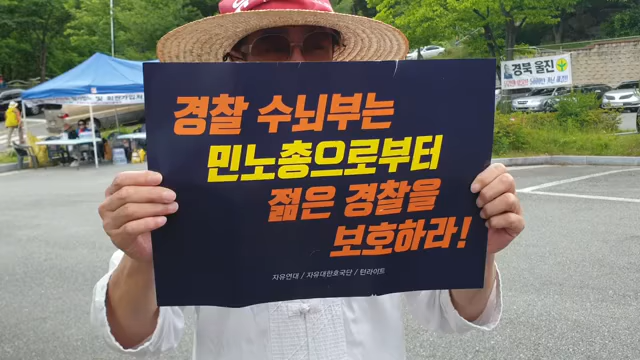 경찰 수뇌부는
민노총으로부터
젊은 경찰을
보호하라!
자유연대 / 자유대한호국단 / 턴라이트
경북 울진